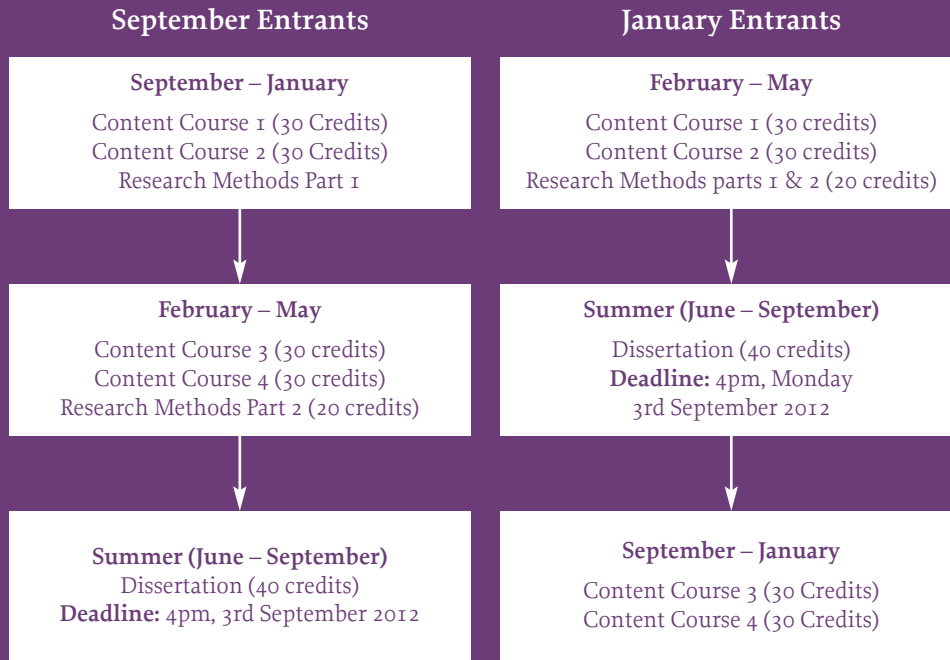 September Entrants
September – January
Content Course 1 (30 Credits)
Content Course 2 (30 Credits)
Research Methods Part 1
February – May
Content Course 3 (30 credits)
Content Course 4 (30 credits)
Research Methods Part 2 (20 credits)
Summer (June – September)
Dissertation (40 credits)
Deadline: 4pm, 3rd September 2012
January Entrants
February – May
Content Course 1 (30 credits)
Content Course 2 (30 credits)
Research Methods parts 1 & 2 (20 credits)
Summer (June – September)
Dissertation (40 credits)
Deadline: 4pm, Monday
3rd September 2012
September – January
Content Course 3 (30 Credits)
Content Course 4 (30 Credits)